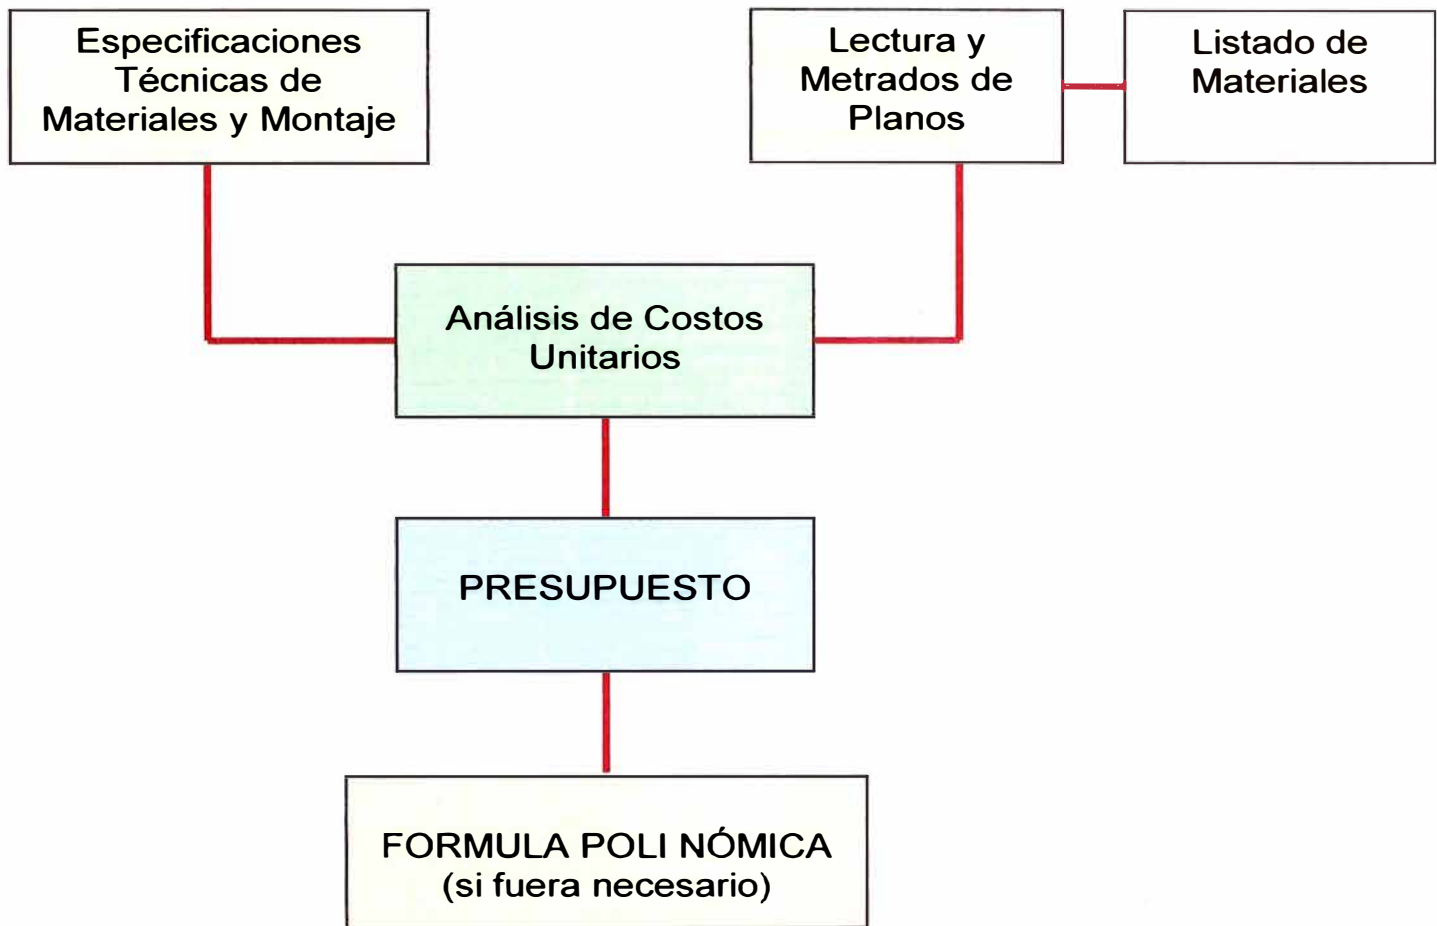 Especificaciones
Técnicas de
Materiales y Montaje
Lectura y
Metrados de
Planos
Listado de
Materiales
Análisis de Costos
Unitarios
PRESUPUESTO
FORMULA POLI NÓMICA
(si fuera necesario)